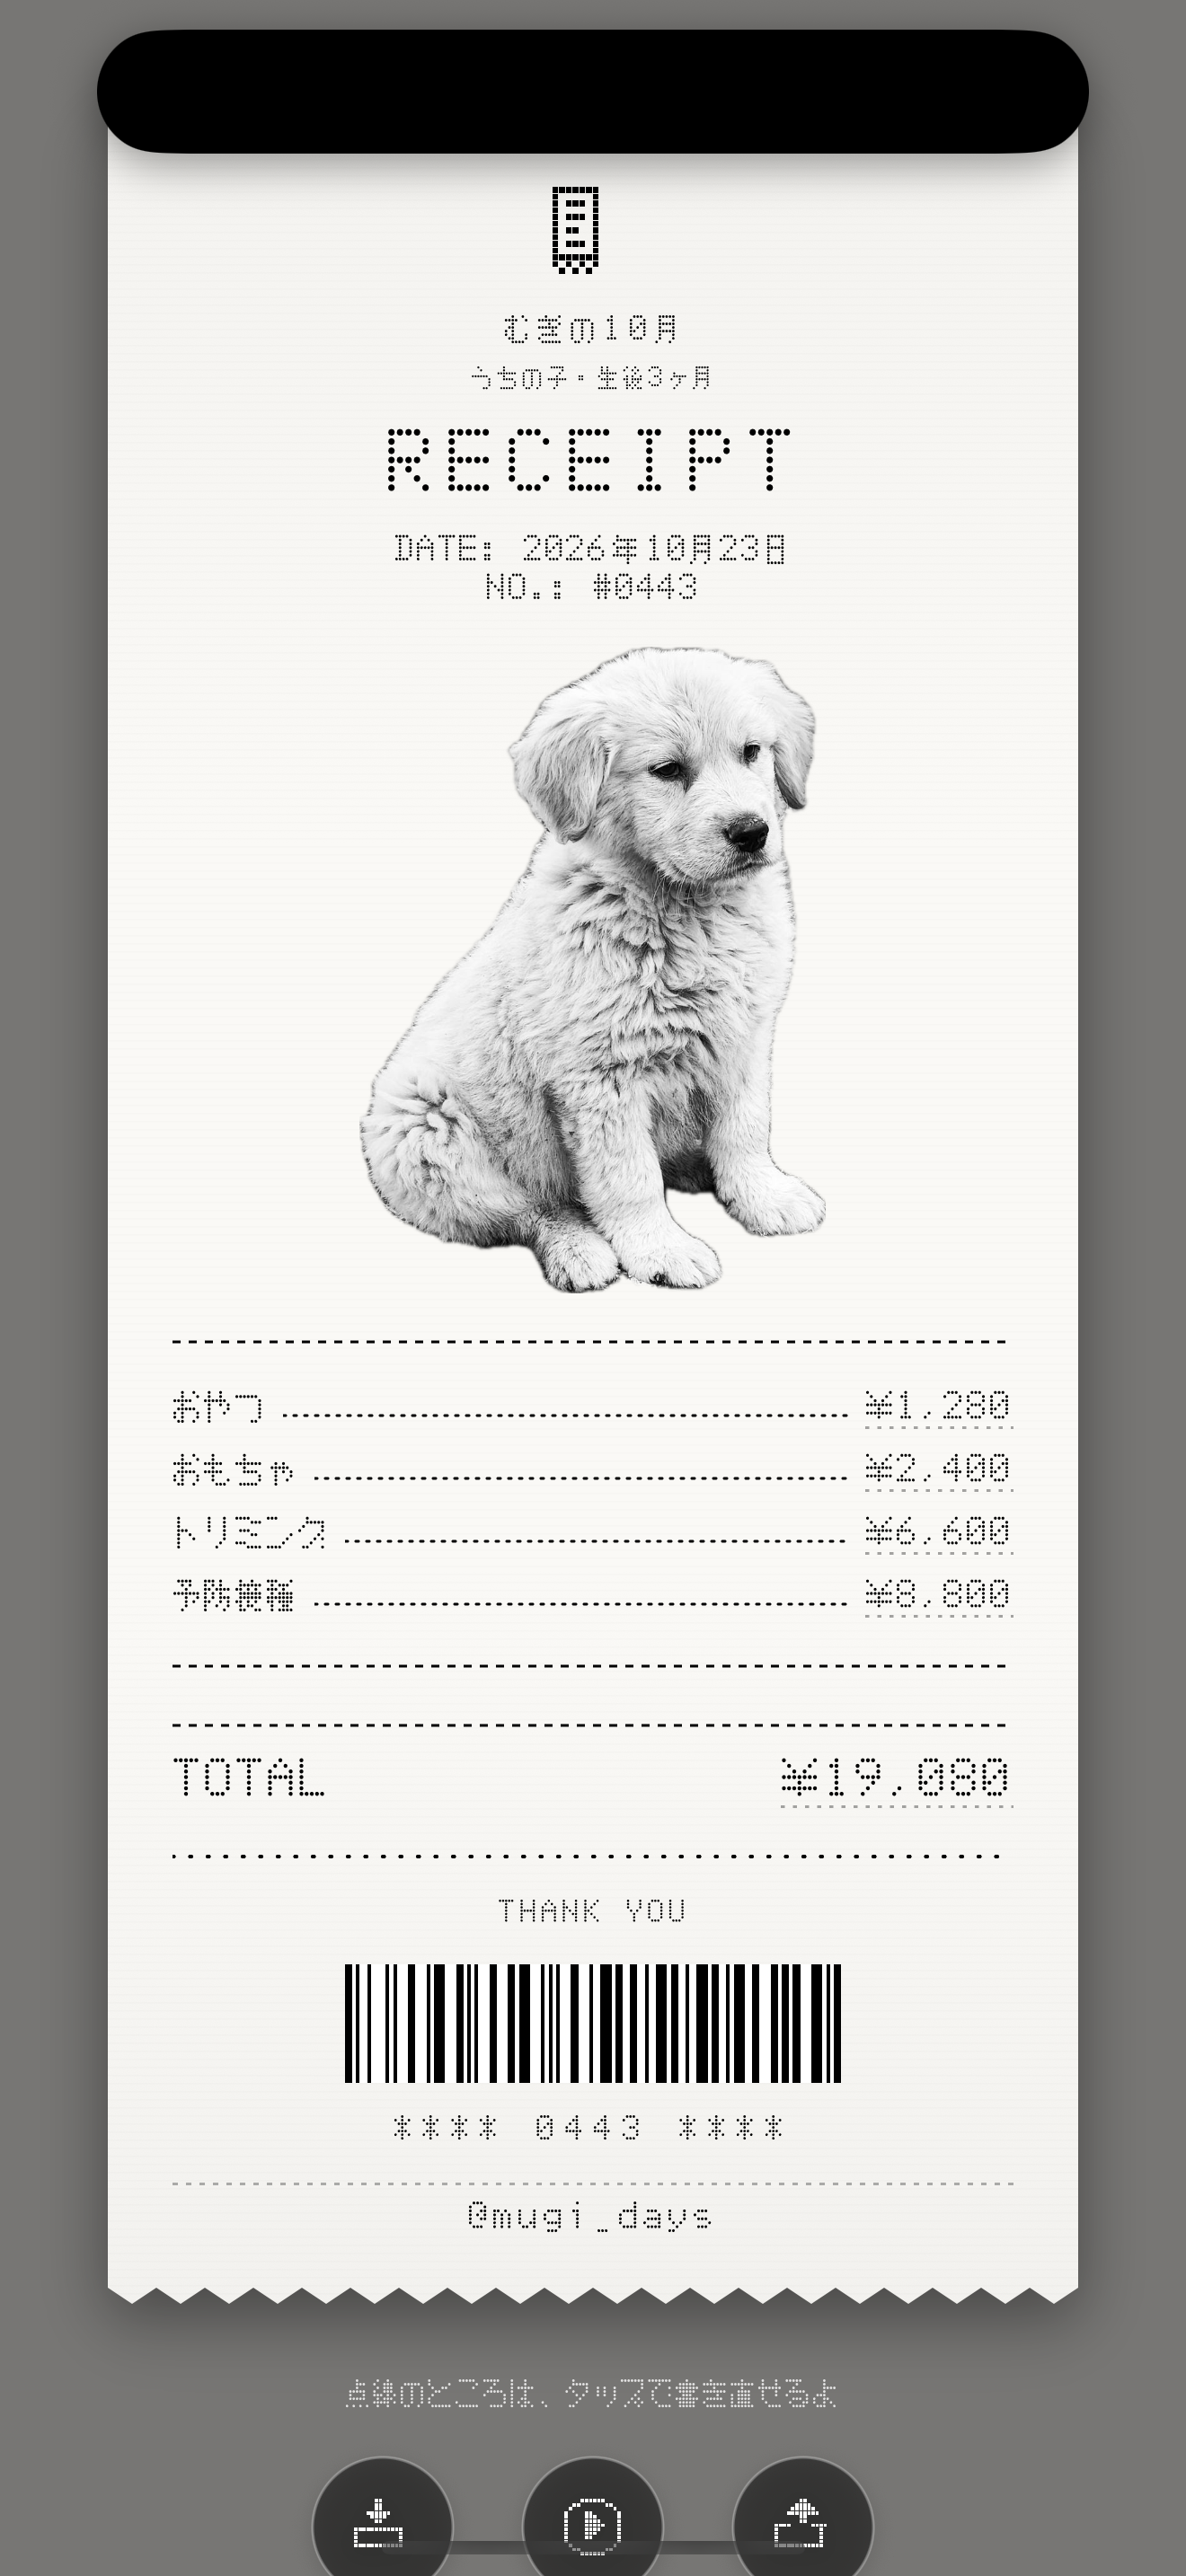 むぎの10月
うちの子・生後3ヶ月
RECEIPT
DATE: 2026年10月23日
NO.: #0443
おやつ ¥1,280
おもちゃ ¥2,400
トリミング ¥6,600
予防接種 ¥8,800
TOTAL ¥19,080
THANK YOU
**** 0443 ****
@mugi_days
点線のところは、タップで書き直せるよ